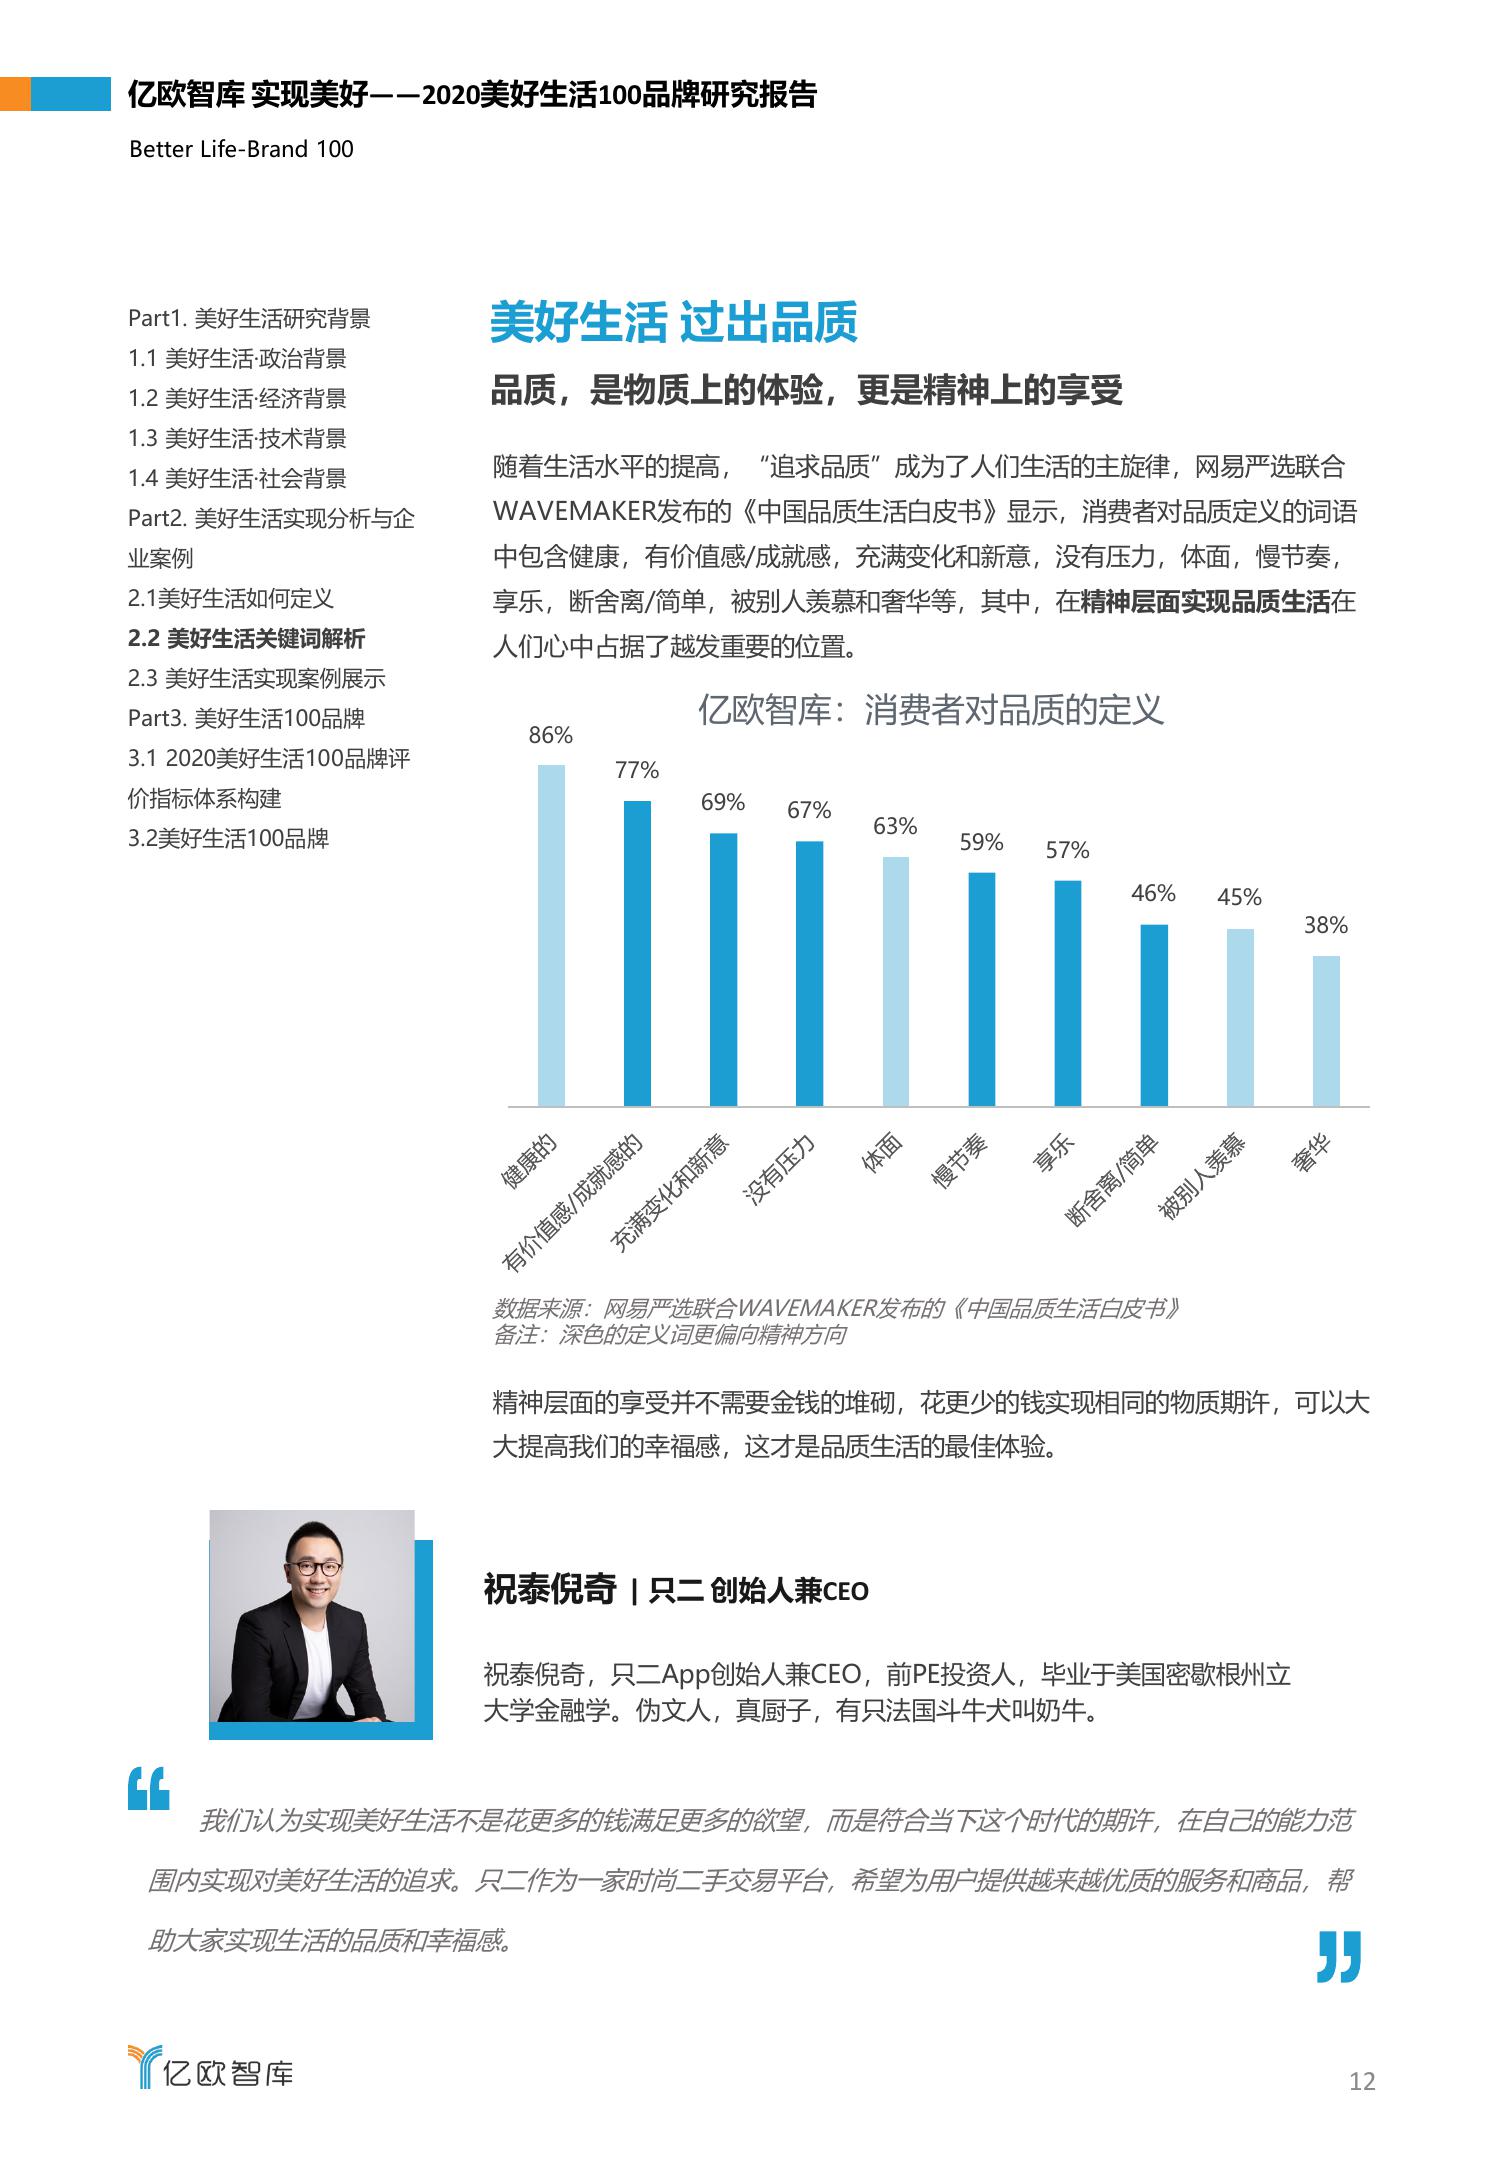 亿欧智库 实现美好——2020美好生活100品牌研究报告
Better Life-Brand 100
Part1. 美好生活研究背景
1.1 美好生活·政治背景
1.2 美好生活·经济背景
1.3 美好生活·技术背景
1.4 美好生活·社会背景
Part2. 美好生活实现分析与企
业案例
2.1美好生活如何定义
2.2 美好生活关键词解析
2.3 美好生活实现案例展示
Part3. 美好生活100品牌
3.1 2020美好生活100品牌评
价指标体系构建
3.2美好生活100品牌
美好生活 过出品质
品质，是物质上的体验，更是精神上的享受
随着生活水平的提高，“追求品质”成为了人们生活的主旋律，网易严选联合
WAVEMAKER发布的《中国品质生活白皮书》显示，消费者对品质定义的词语
中包含健康，有价值感/成就感，充满变化和新意，没有压力，体面，慢节奏，
享乐，断舍离/简单，被别人羡慕和奢华等，其中，在精神层面实现品质生活在
人们心中占据了越发重要的位置。
亿欧智库：消费者对品质的定义
86%
77%
69%
67%
63%
59%
57%
46%
45%
38%
健康的
有价值感/成就感的
充满变化和新意
没有压力
体面
慢节奏
享乐
断舍离/简单
被别人羡慕
奢华
数据来源：网易严选联合WAVEMAKER发布的《中国品质生活白皮书》
备注：深色的定义词更偏向精神方向
精神层面的享受并不需要金钱的堆砌，花更少的钱实现相同的物质期许，可以大
大提高我们的幸福感，这才是品质生活的最佳体验。
祝泰倪奇 | 只二 创始人兼CEO
祝泰倪奇，只二App创始人兼CEO，前PE投资人，毕业于美国密歇根州立
大学金融学。伪文人，真厨子，有只法国斗牛犬叫奶牛。
“
我们认为实现美好生活不是花更多的钱满足更多的欲望，而是符合当下这个时代的期许，在自己的能力范
围内实现对美好生活的追求。只二作为一家时尚二手交易平台，希望为用户提供越来越优质的服务和商品，帮
助大家实现生活的品质和幸福感。
”
亿欧智库
12